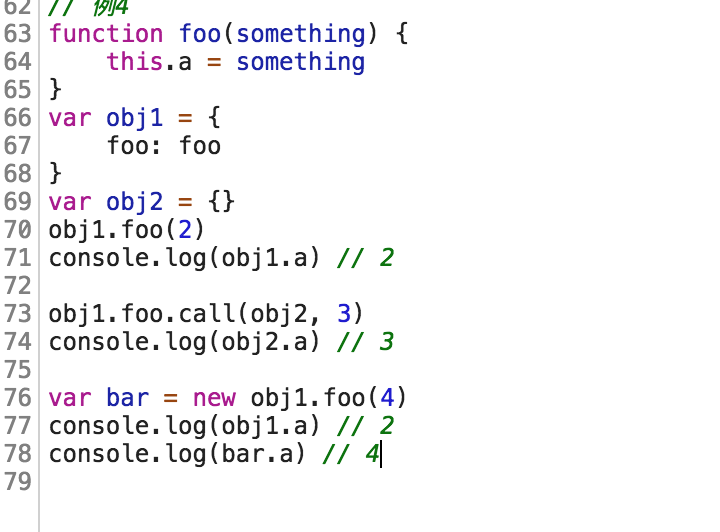 62 // 例4
63 function foo(something) {
64     this.a = something
65 }
66 var obj1 = {
67     foo: foo
68 }
69 var obj2 = {}
70 obj1.foo(2)
71 console.log(obj1.a) // 2
72
73 obj1.foo.call(obj2, 3)
74 console.log(obj2.a) // 3
75
76 var bar = new obj1.foo(4)
77 console.log(obj1.a) // 2
78 console.log(bar.a) // 4
79